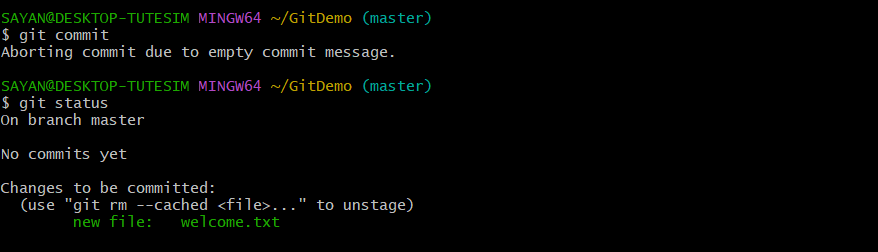 SAYAN@DESKTOP-TUTESIM MINGW64 ~/GitDemo (master)
$ git commit
Aborting commit due to empty commit message.
SAYAN@DESKTOP-TUTESIM MINGW64 ~/GitDemo (master)
$ git status
On branch master
No commits yet
Changes to be committed:
  (use "git rm --cached <file>..." to unstage)
        new file:   welcome.txt